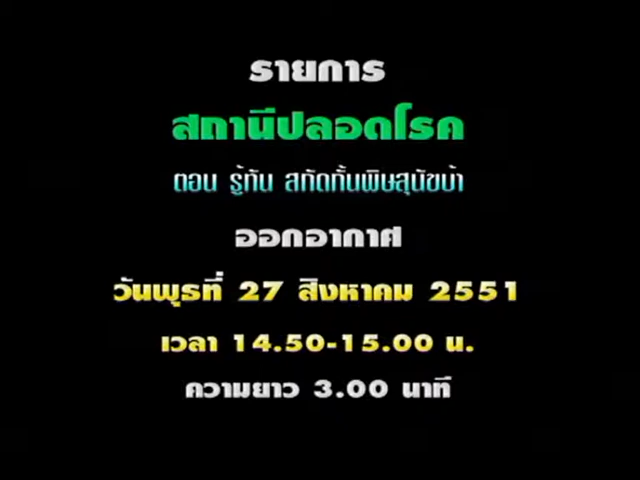 รายการ
สถานีปลอดโรค
ตอน รู้ทัน สกัดกั้นพิษสุนัขบ้า
ออกอากาศ
วันพุธที่ 27 สิงหาคม 2551
เวลา 14.50-15.00 น.
ความยาว 3.00 นาที